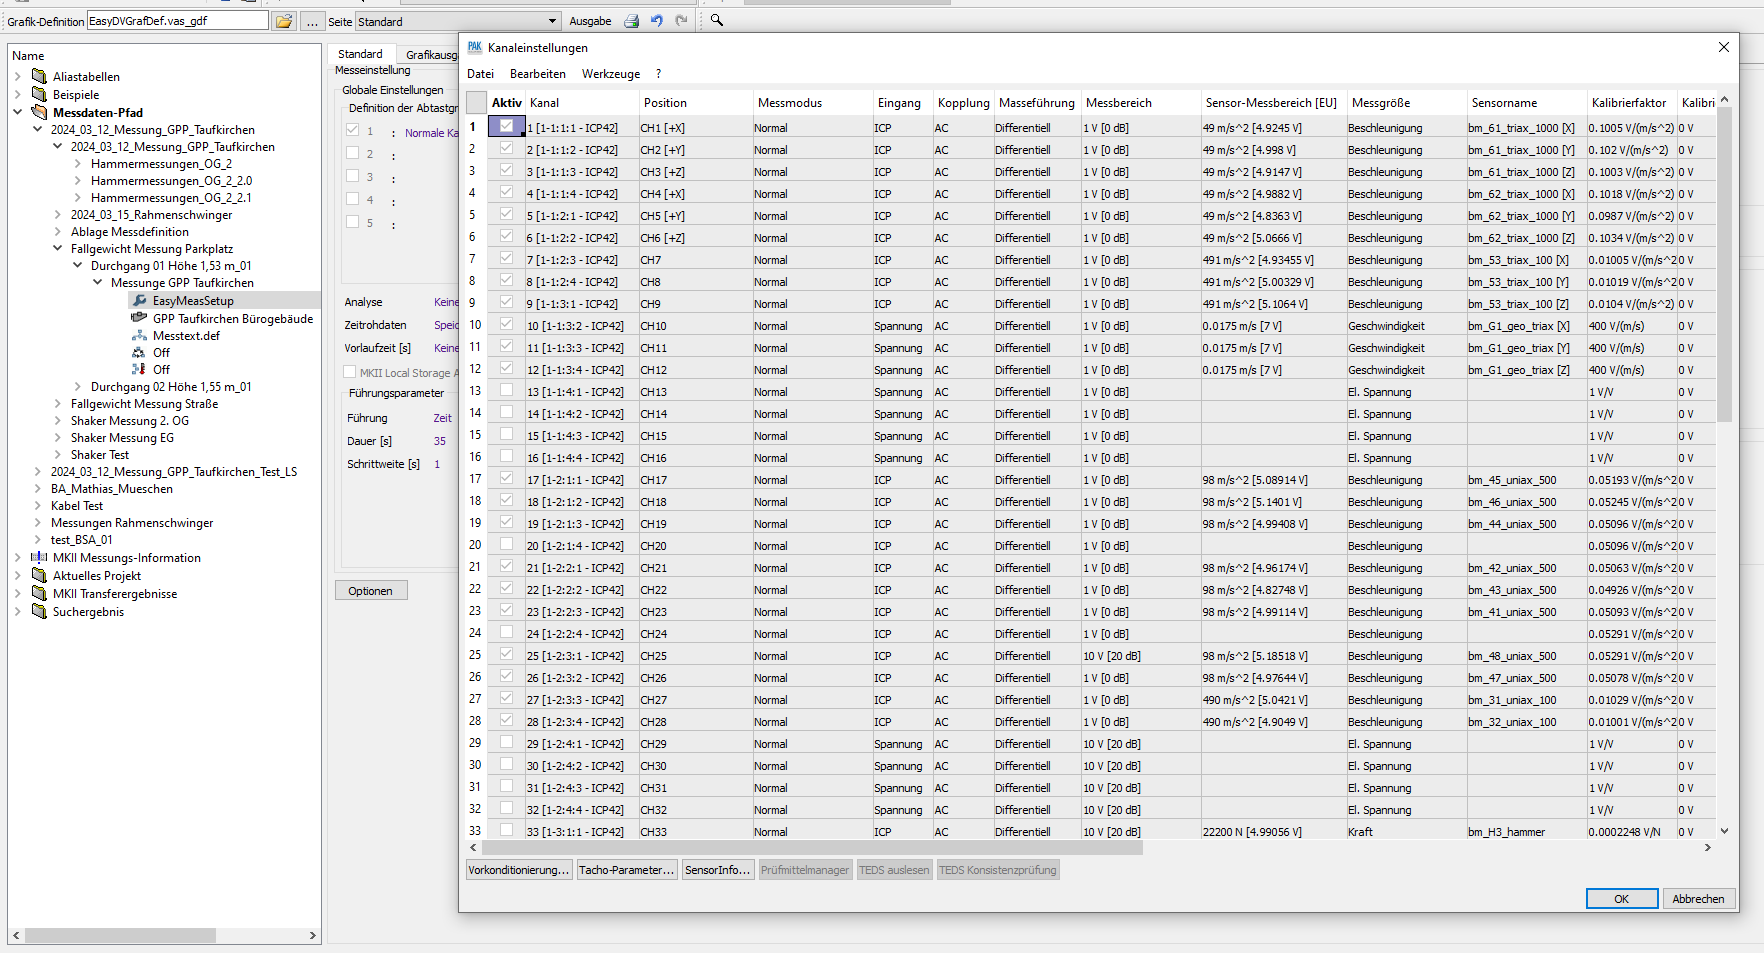 Grafik-Definition EasyDVGrafDef.vas_gdf ... Seite Standard Ausgabe
Name
Aliastabellen
Beispiele
Messdaten-Pfad
2024_03_12_Messung_GPP_Taufkirchen
2024_03_12_Messung_GPP_Taufkirchen
Hammermessungen_OG_2
Hammermessungen_OG_2_2.0
Hammermessungen_OG_2_2.1
2024_03_15_Rahmenschwinger
Ablage Messdefinition
Fallgewicht Messung Parkplatz
Durchgang 01 Höhe 1,53 m_01
Messunge GPP Taufkirchen
EasyMeasSetup
GPP Taufkirchen Bürogebäude
Messtext.def
Off
Off
Durchgang 02 Höhe 1,55 m_01
Fallgewicht Messung Straße
Shaker Messung 2. OG
Shaker Messung EG
Shaker Test
2024_03_12_Messung_GPP_Taufkirchen_Test_LS
BA_Mathias_Mueschen
Kabel Test
Messungen Rahmenschwinger
test_BSA_01
MKII Messungs-Information
Aktuelles Projekt
MKII Transferergebnisse
Suchergebnis
Standard Grafikausg
Messeinstellung
Globale Einstellungen
Definition der Abtastgr
1 : Normale Ka
2 :
3 :
4 :
5 :
Analyse Keine
Zeitrohdaten Speic
Vorlaufzeit [s] Keine
MKII Local Storage A
Führungsparameter
Führung Zeit
Dauer [s] 35
Schrittweite [s] 1
Optionen
PAK Kanaleinstellungen
Datei Bearbeiten Werkzeuge ?
Aktiv Kanal Position Messmodus Eingang Kopplung Masseführung Messbereich Sensor-Messbereich [EU] Messgröße Sensorname Kalibrierfaktor Kalibri
1 1 [1-1:1:1 - ICP42] CH1 [+X] Normal ICP AC Differentiell 1 V [0 dB] 49 m/s^2 [4.9245 V] Beschleunigung bm_61_triax_1000 [X] 0.1005 V/(m/s^2) 0 V
2 2 [1-1:1:2 - ICP42] CH2 [+Y] Normal ICP AC Differentiell 1 V [0 dB] 49 m/s^2 [4.998 V] Beschleunigung bm_61_triax_1000 [Y] 0.102 V/(m/s^2) 0 V
3 3 [1-1:1:3 - ICP42] CH3 [+Z] Normal ICP AC Differentiell 1 V [0 dB] 49 m/s^2 [4.9147 V] Beschleunigung bm_61_triax_1000 [Z] 0.1003 V/(m/s^2) 0 V
4 4 [1-1:1:4 - ICP42] CH4 [+X] Normal ICP AC Differentiell 1 V [0 dB] 49 m/s^2 [4.9882 V] Beschleunigung bm_62_triax_1000 [X] 0.1018 V/(m/s^2) 0 V
5 5 [1-1:2:1 - ICP42] CH5 [+Y] Normal ICP AC Differentiell 1 V [0 dB] 49 m/s^2 [4.8363 V] Beschleunigung bm_62_triax_1000 [Y] 0.0987 V/(m/s^2) 0 V
6 6 [1-1:2:2 - ICP42] CH6 [+Z] Normal ICP AC Differentiell 1 V [0 dB] 49 m/s^2 [5.0666 V] Beschleunigung bm_62_triax_1000 [Z] 0.1034 V/(m/s^2) 0 V
7 7 [1-1:2:3 - ICP42] CH7 Normal ICP AC Differentiell 1 V [0 dB] 491 m/s^2 [4.93455 V] Beschleunigung bm_53_triax_100 [X] 0.01005 V/(m/s^2 0 V
8 8 [1-1:2:4 - ICP42] CH8 Normal ICP AC Differentiell 1 V [0 dB] 491 m/s^2 [5.00329 V] Beschleunigung bm_53_triax_100 [Y] 0.01019 V/(m/s^2 0 V
9 9 [1-1:3:1 - ICP42] CH9 Normal ICP AC Differentiell 1 V [0 dB] 491 m/s^2 [5.1064 V] Beschleunigung bm_53_triax_100 [Z] 0.0104 V/(m/s^2) 0 V
10 10 [1-1:3:2 - ICP42] CH10 Normal Spannung AC Differentiell 1 V [0 dB] 0.0175 m/s [7 V] Geschwindigkeit bm_G1_geo_triax [X] 400 V/(m/s) 0 V
11 11 [1-1:3:3 - ICP42] CH11 Normal Spannung AC Differentiell 1 V [0 dB] 0.0175 m/s [7 V] Geschwindigkeit bm_G1_geo_triax [Y] 400 V/(m/s) 0 V
12 12 [1-1:3:4 - ICP42] CH12 Normal Spannung AC Differentiell 1 V [0 dB] 0.0175 m/s [7 V] Geschwindigkeit bm_G1_geo_triax [Z] 400 V/(m/s) 0 V
13 13 [1-1:4:1 - ICP42] CH13 Normal Spannung AC Differentiell 1 V [0 dB] El. Spannung 1 V/V 0 V
14 14 [1-1:4:2 - ICP42] CH14 Normal Spannung AC Differentiell 1 V [0 dB] El. Spannung 1 V/V 0 V
15 15 [1-1:4:3 - ICP42] CH15 Normal Spannung AC Differentiell 1 V [0 dB] El. Spannung 1 V/V 0 V
16 16 [1-1:4:4 - ICP42] CH16 Normal Spannung AC Differentiell 1 V [0 dB] El. Spannung 1 V/V 0 V
17 17 [1-2:1:1 - ICP42] CH17 Normal ICP AC Differentiell 1 V [0 dB] 98 m/s^2 [5.08914 V] Beschleunigung bm_45_uniax_500 0.05193 V/(m/s^2 0 V
18 18 [1-2:1:2 - ICP42] CH18 Normal ICP AC Differentiell 1 V [0 dB] 98 m/s^2 [5.1401 V] Beschleunigung bm_46_uniax_500 0.05245 V/(m/s^2 0 V
19 19 [1-2:1:3 - ICP42] CH19 Normal ICP AC Differentiell 1 V [0 dB] 98 m/s^2 [4.99408 V] Beschleunigung bm_44_uniax_500 0.05096 V/(m/s^2 0 V
20 20 [1-2:1:4 - ICP42] CH20 Normal ICP AC Differentiell 1 V [0 dB] Beschleunigung 0.05096 V/(m/s^2 0 V
21 21 [1-2:2:1 - ICP42] CH21 Normal ICP AC Differentiell 1 V [0 dB] 98 m/s^2 [4.96174 V] Beschleunigung bm_42_uniax_500 0.05063 V/(m/s^2 0 V
22 22 [1-2:2:2 - ICP42] CH22 Normal ICP AC Differentiell 1 V [0 dB] 98 m/s^2 [4.82748 V] Beschleunigung bm_43_uniax_500 0.04926 V/(m/s^2 0 V
23 23 [1-2:2:3 - ICP42] CH23 Normal ICP AC Differentiell 1 V [0 dB] 98 m/s^2 [4.99114 V] Beschleunigung bm_41_uniax_500 0.05093 V/(m/s^2 0 V
24 24 [1-2:2:4 - ICP42] CH24 Normal ICP AC Differentiell 1 V [0 dB] Beschleunigung 0.05291 V/(m/s^2 0 V
25 25 [1-2:3:1 - ICP42] CH25 Normal ICP AC Differentiell 10 V [20 dB] 98 m/s^2 [5.18518 V] Beschleunigung bm_48_uniax_500 0.05291 V/(m/s^2 0 V
26 26 [1-2:3:2 - ICP42] CH26 Normal ICP AC Differentiell 10 V [20 dB] 98 m/s^2 [4.97644 V] Beschleunigung bm_47_uniax_500 0.05078 V/(m/s^2 0 V
27 27 [1-2:3:3 - ICP42] CH27 Normal ICP AC Differentiell 10 V [20 dB] 490 m/s^2 [5.0421 V] Beschleunigung bm_31_uniax_100 0.01029 V/(m/s^2 0 V
28 28 [1-2:3:4 - ICP42] CH28 Normal ICP AC Differentiell 10 V [20 dB] 490 m/s^2 [4.9049 V] Beschleunigung bm_32_uniax_100 0.01001 V/(m/s^2 0 V
29 29 [1-2:4:1 - ICP42] CH29 Normal Spannung AC Differentiell 10 V [20 dB] El. Spannung 1 V/V 0 V
30 30 [1-2:4:2 - ICP42] CH30 Normal Spannung AC Differentiell 10 V [20 dB] El. Spannung 1 V/V 0 V
31 31 [1-2:4:3 - ICP42] CH31 Normal Spannung AC Differentiell 10 V [20 dB] El. Spannung 1 V/V 0 V
32 32 [1-2:4:4 - ICP42] CH32 Normal Spannung AC Differentiell 10 V [20 dB] El. Spannung 1 V/V 0 V
33 33 [1-3:1:1 - ICP42] CH33 Normal ICP AC Differentiell 10 V [20 dB] 22200 N [4.99056 V] Kraft bm_H3_hammer 0.0002248 V/N 0 V
Vorkonditionierung... Tacho-Parameter... SensorInfo... Prüfmittelmanager TEDS auslesen TEDS Konsistenzprüfung
OK Abbrechen